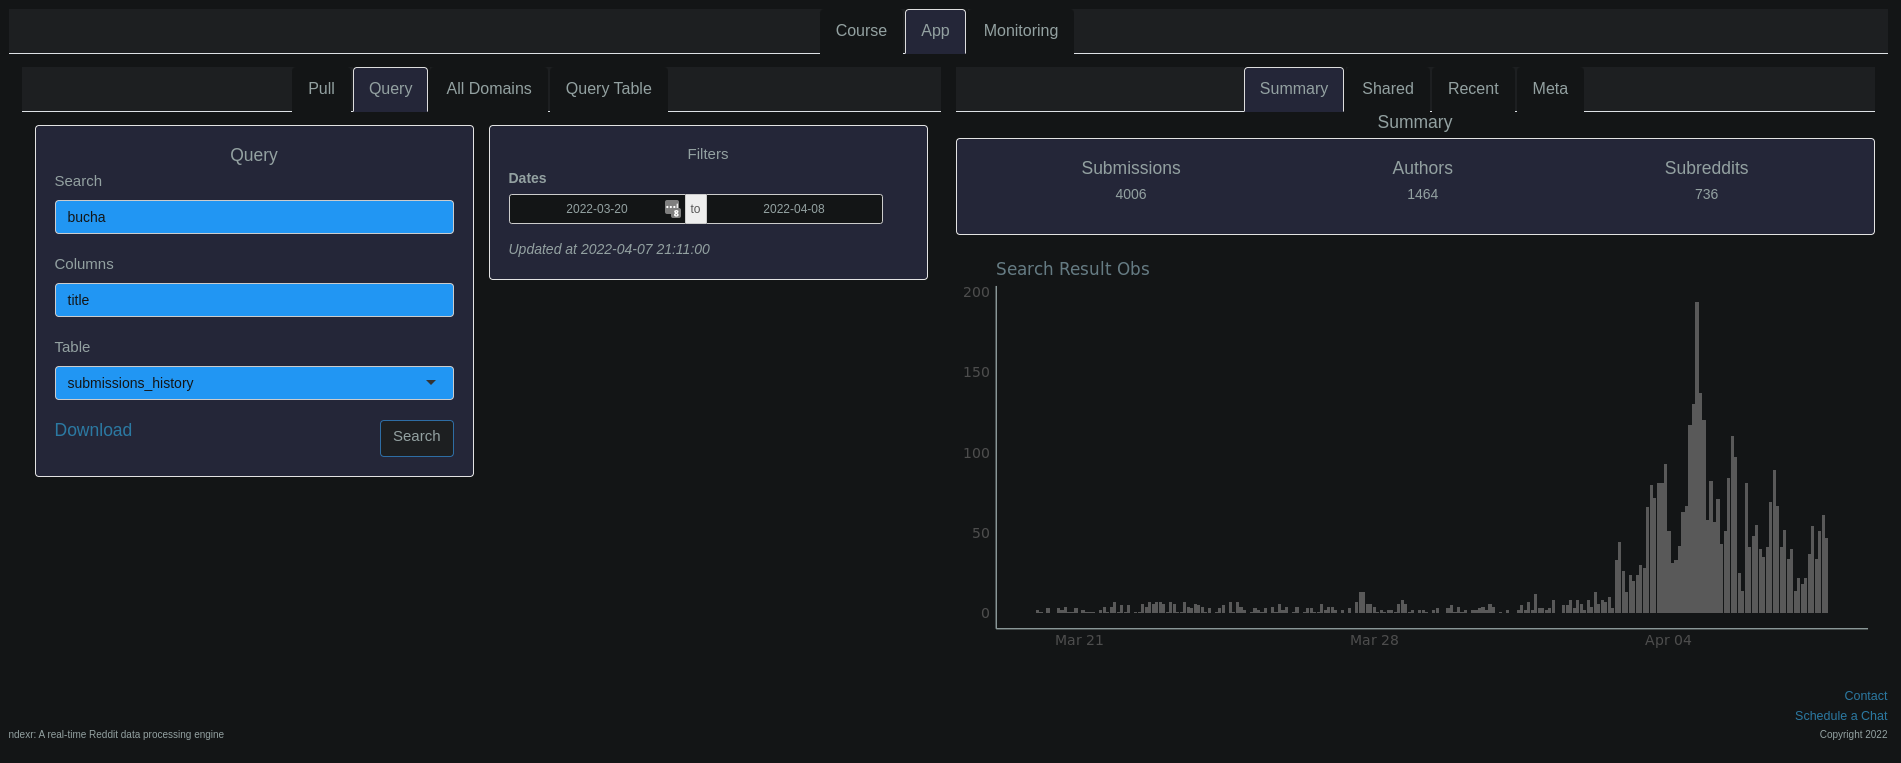 Course App Monitoring
Pull Query All Domains Query Table
Summary Shared Recent Meta
Query
Search
bucha
Columns
title
Table
submissions_history
Download Search
Filters
Dates
2022-03-20 to 2022-04-08
Updated at 2022-04-07 21:11:00
Summary
Submissions Authors Subreddits
4006 1464 736
Search Result Obs
200
150
100
50
0
Mar 21 Mar 28 Apr 04
Contact
Schedule a Chat
ndexr: A real-time Reddit data processing engine
Copyright 2022